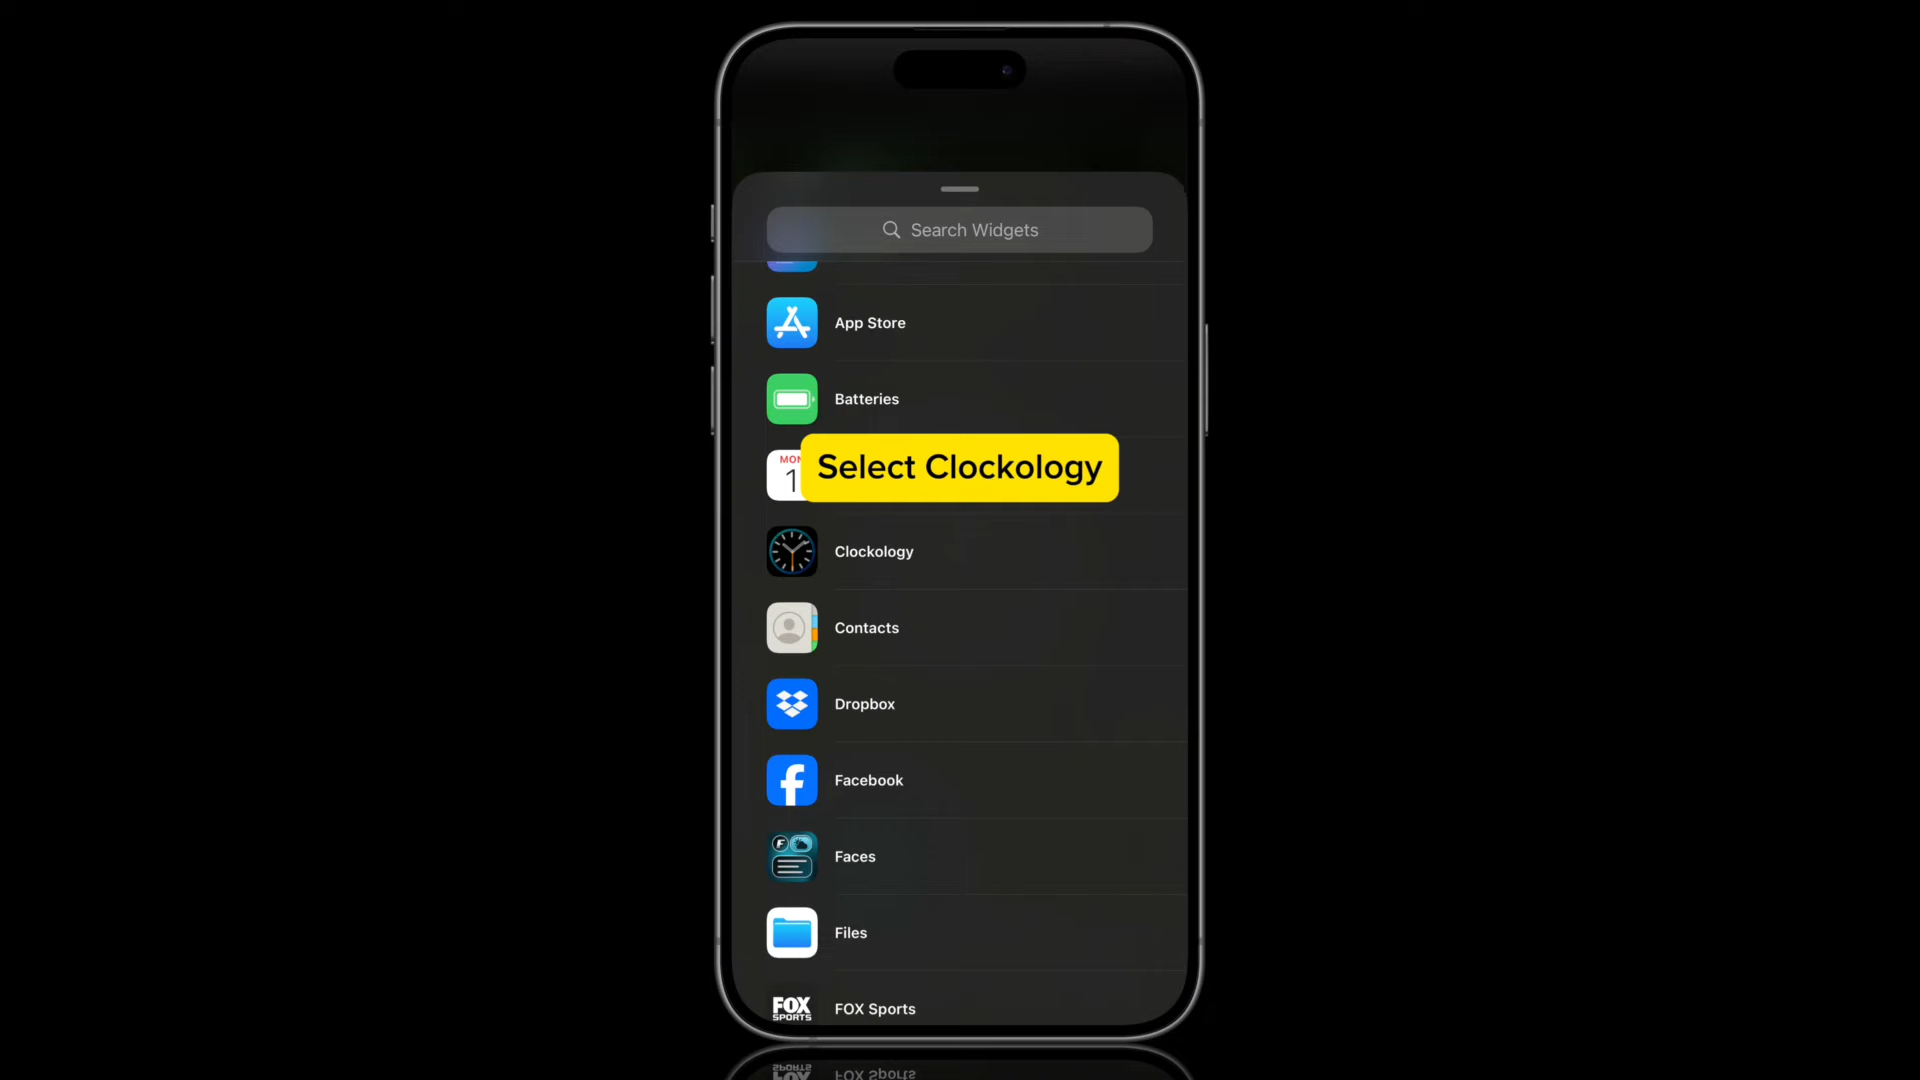 Search Widgets
App Store
Batteries
MON
1
Select Clockology
Clockology
Contacts
Dropbox
Facebook
F
Faces
Files
FOX
SPORTS
FOX Sports